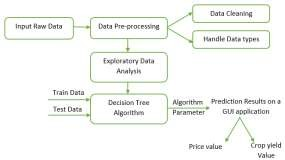 Input Raw Data
Data Pre-processing
Data Cleaning
Handle Data types
Exploratory Data
Analysis
Train Data
Test Data
Decision Tree
Algorithm
Algorithm
Parameter
Prediction Results on a
GUI application
Price value
Crop yield
Value